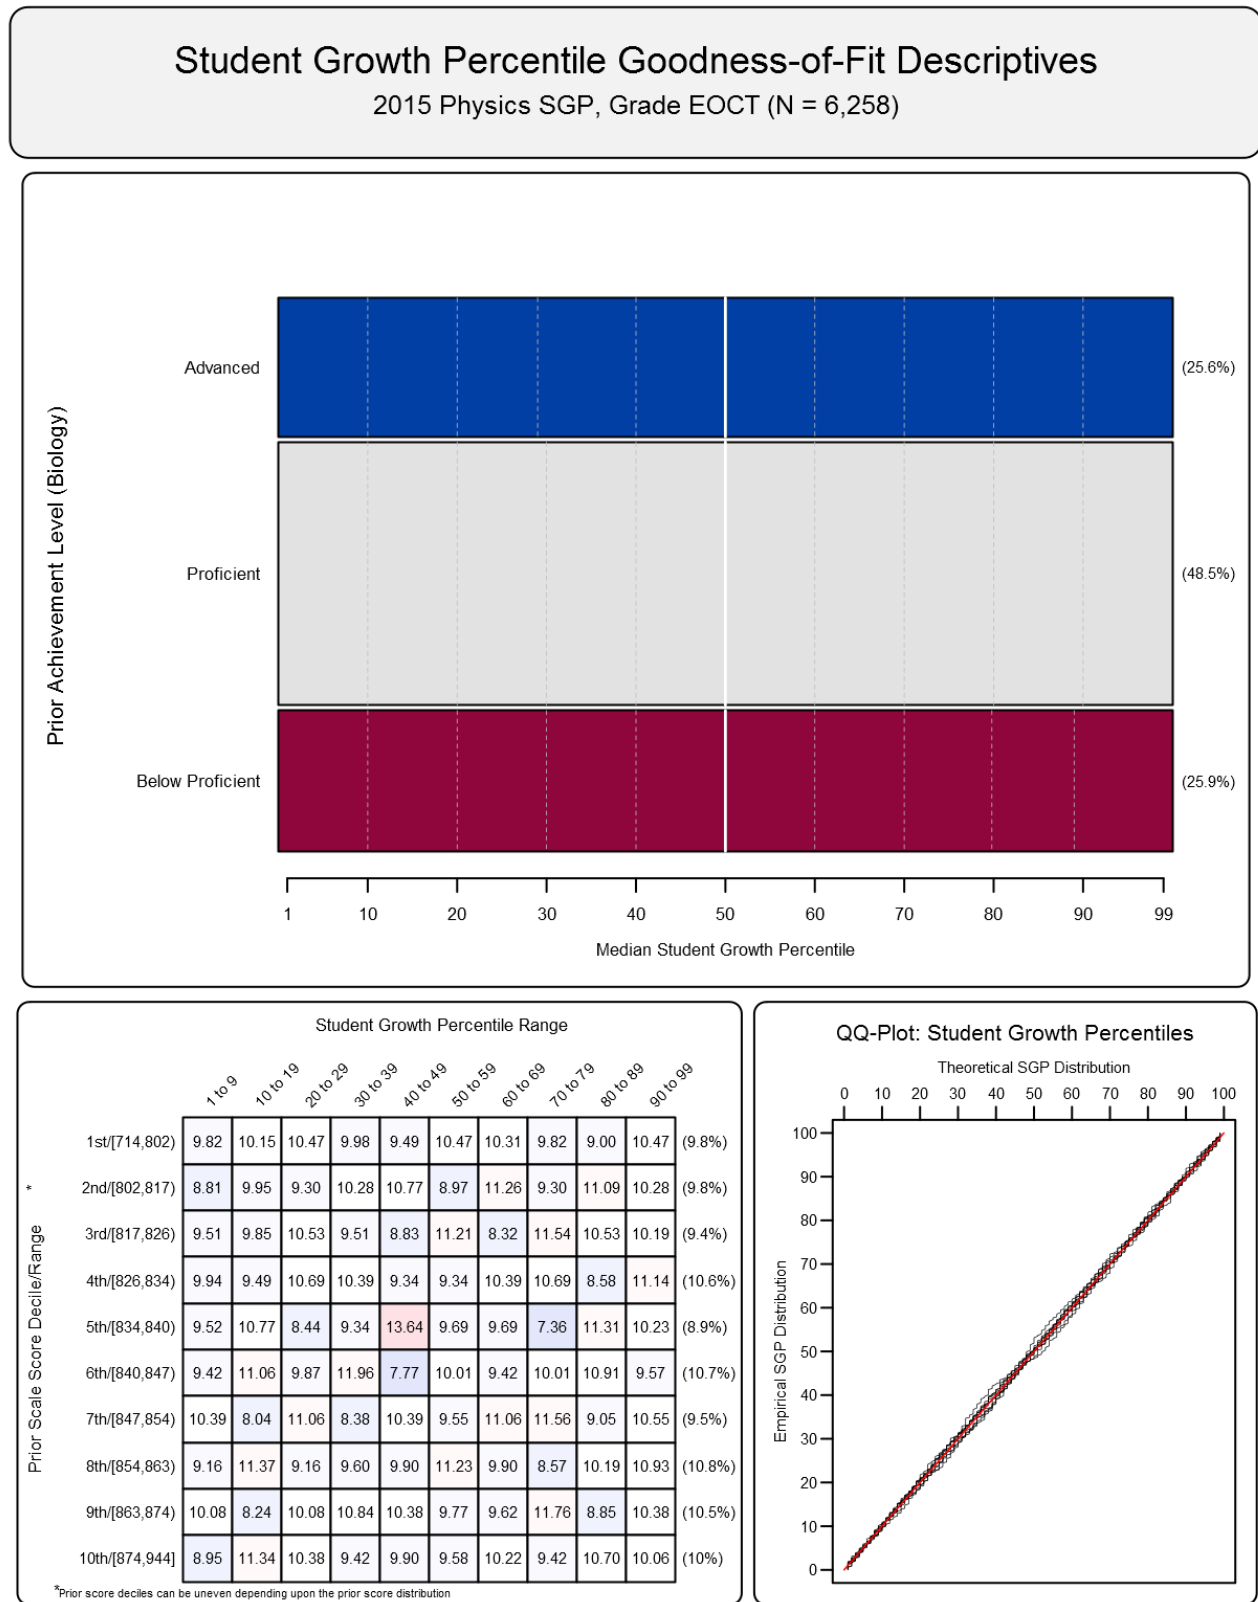 Student Growth Percentile Goodness-of-Fit Descriptives
2015 Physics SGP, Grade EOCT (N = 6,258)
Prior Achievement Level (Biology)
Advanced
(25.6%)
Proficient
(48.5%)
Below Proficient
(25.9%)
1 10 20 30 40 50 60 70 80 90 99
Median Student Growth Percentile
Student Growth Percentile Range
1 to 9 10 to 19 20 to 29 30 to 39 40 to 49 50 to 59 60 to 69 70 to 79 80 to 89 90 to 99
Prior Scale Score Decile/Range *
1st/[714,802) 9.82 10.15 10.47 9.98 9.49 10.47 10.31 9.82 9.00 10.47 (9.8%)
2nd/[802,817) 8.81 9.95 9.30 10.28 10.77 8.97 11.26 9.30 11.09 10.28 (9.8%)
3rd/[817,826) 9.51 9.85 10.53 9.51 8.83 11.21 8.32 11.54 10.53 10.19 (9.4%)
4th/[826,834) 9.94 9.49 10.69 10.39 9.34 9.34 10.39 10.69 8.58 11.14 (10.6%)
5th/[834,840) 9.52 10.77 8.44 9.34 13.64 9.69 9.69 7.36 11.31 10.23 (8.9%)
6th/[840,847) 9.42 11.06 9.87 11.96 7.77 10.01 9.42 10.01 10.91 9.57 (10.7%)
7th/[847,854) 10.39 8.04 11.06 8.38 10.39 9.55 11.06 11.56 9.05 10.55 (9.5%)
8th/[854,863) 9.16 11.37 9.16 9.60 9.90 11.23 9.90 8.57 10.19 10.93 (10.8%)
9th/[863,874) 10.08 8.24 10.08 10.84 10.38 9.77 9.62 11.76 8.85 10.38 (10.5%)
10th/[874,944] 8.95 11.34 10.38 9.42 9.90 9.58 10.22 9.42 10.70 10.06 (10%)
*Prior score deciles can be uneven depending upon the prior score distribution
QQ-Plot: Student Growth Percentiles
Theoretical SGP Distribution
0 10 20 30 40 50 60 70 80 90 100
Empirical SGP Distribution
100
90
80
70
60
50
40
30
20
10
0